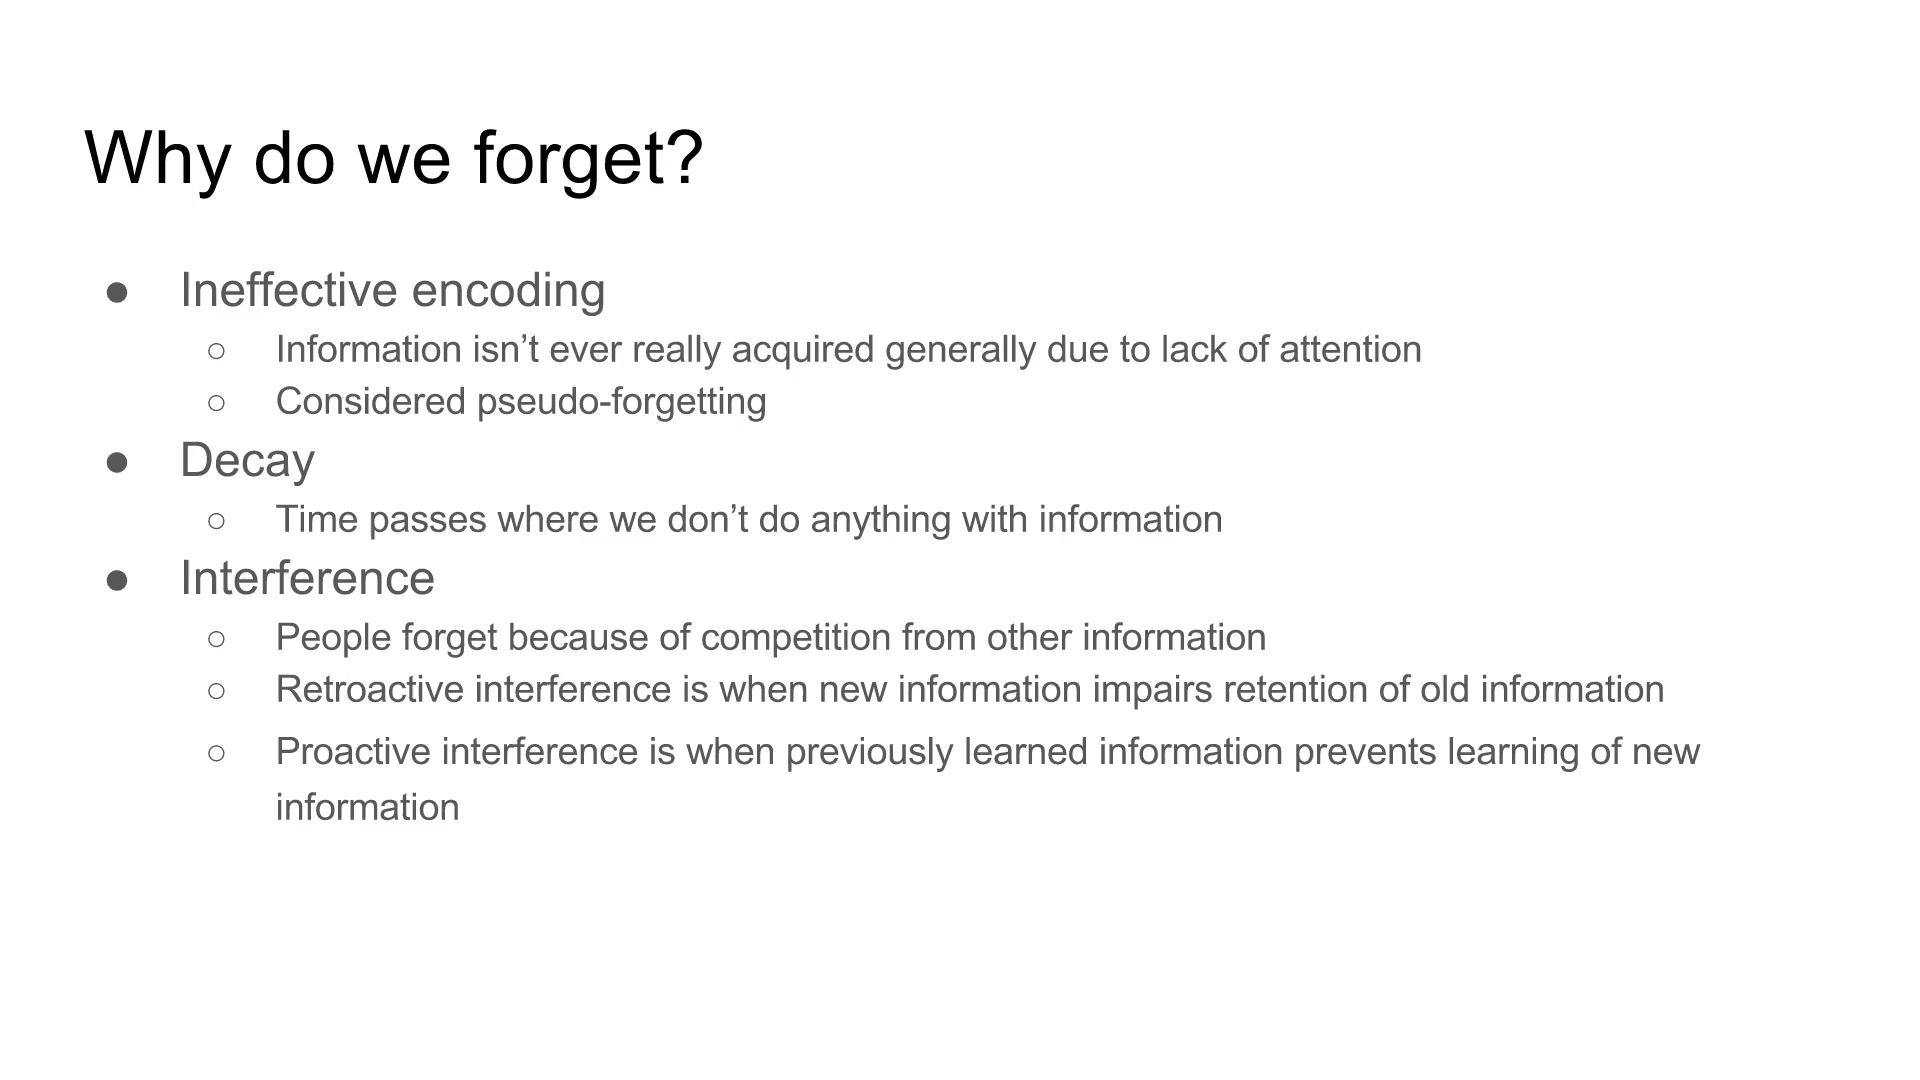 Why do we forget?
● Ineffective encoding
○ Information isn’t ever really acquired generally due to lack of attention
○ Considered pseudo-forgetting
● Decay
○ Time passes where we don’t do anything with information
● Interference
○ People forget because of competition from other information
○ Retroactive interference is when new information impairs retention of old information
○ Proactive interference is when previously learned information prevents learning of new
information